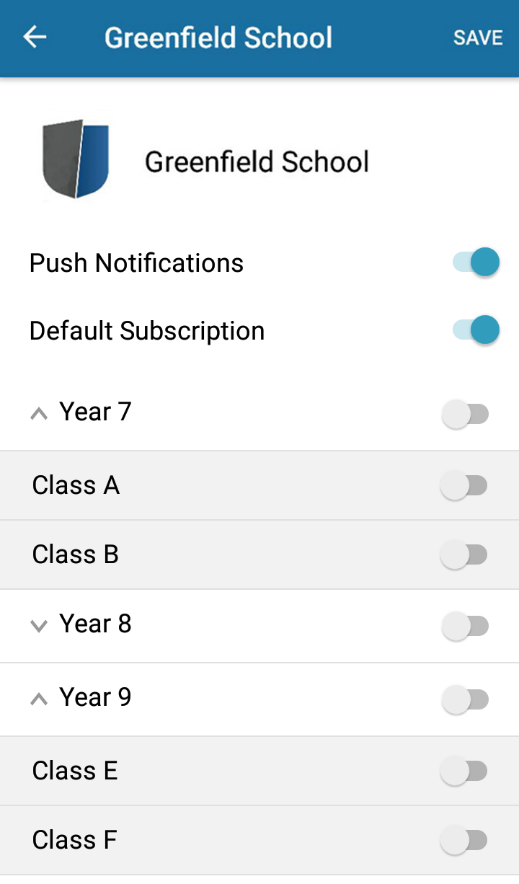 Greenfield School
SAVE
Greenfield School
Push Notifications
Default Subscription
Year 7
Class A
Class B
Year 8
Year 9
Class E
Class F